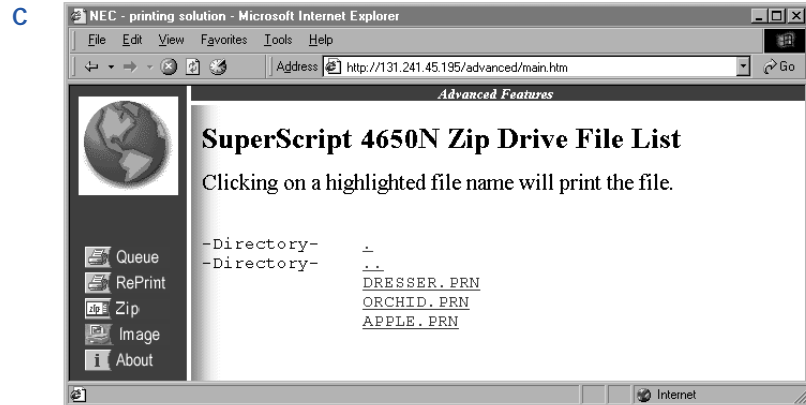 C
NEC - printing solution - Microsoft Internet Explorer
File Edit View Favorites Tools Help
Address http://131.241.45.195/advanced/main.htm Go
Advanced Features
SuperScript 4650N Zip Drive File List
Clicking on a highlighted file name will print the file.
-Directory- .
-Directory- ..
DRESSER.PRN
ORCHID.PRN
APPLE.PRN
Queue
RePrint
zip Zip
Image
i About
Internet